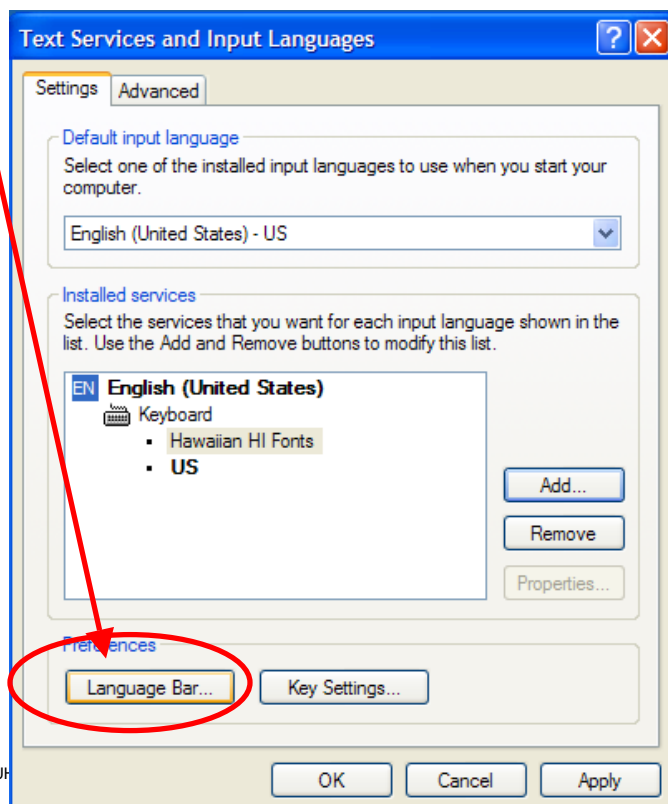 Text Services and Input Languages
Settings Advanced
Default input language
Select one of the installed input languages to use when you start your
computer.
English (United States) - US
Installed services
Select the services that you want for each input language shown in the
list. Use the Add and Remove buttons to modify this list.
EN English (United States)
Keyboard
Hawaiian HI Fonts
US
Add...
Remove
Properties...
Preferences
Language Bar... Key Settings...
OK Cancel Apply